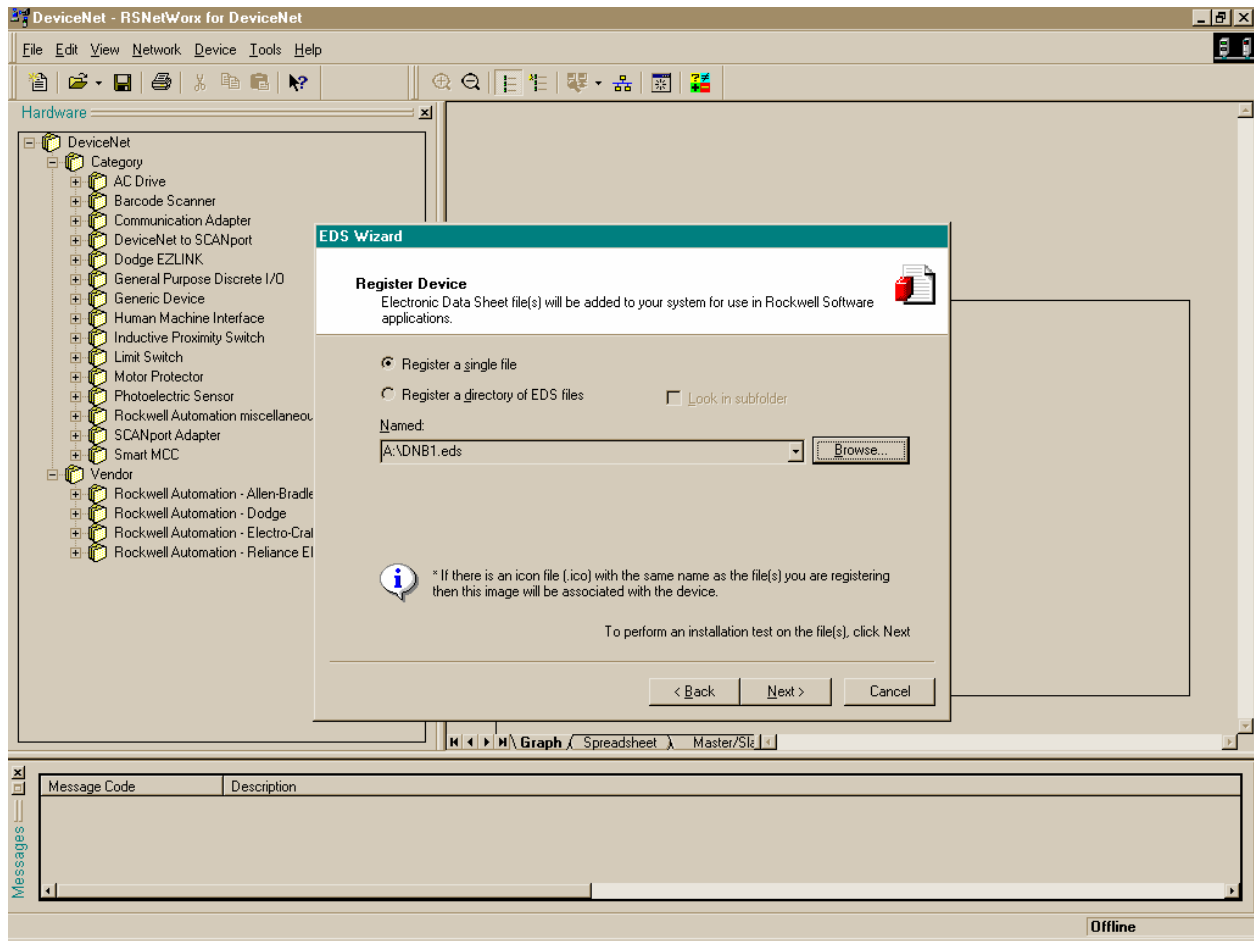 DeviceNet - RSNetWorx for DeviceNet
File Edit View Network Device Tools Help
Hardware
DeviceNet
Category
AC Drive
Barcode Scanner
Communication Adapter
DeviceNet to SCANport
Dodge EZLINK
General Purpose Discrete I/O
Generic Device
Human Machine Interface
Inductive Proximity Switch
Limit Switch
Motor Protector
Photoelectric Sensor
Rockwell Automation miscellaneou
SCANport Adapter
Smart MCC
Vendor
Rockwell Automation - Allen-Bradle
Rockwell Automation - Dodge
Rockwell Automation - Electro-Craf
Rockwell Automation - Reliance El
EDS Wizard
Register Device
Electronic Data Sheet file(s) will be added to your system for use in Rockwell Software
applications.
Register a single file
Register a directory of EDS files Look in subfolder
Named:
A:\DNB1.eds Browse...
* If there is an icon file (.ico) with the same name as the file(s) you are registering
then this image will be associated with the device.
To perform an installation test on the file(s), click Next
< Back Next > Cancel
Graph Spreadsheet Master/Sla
Message Code Description
Messages
Offline